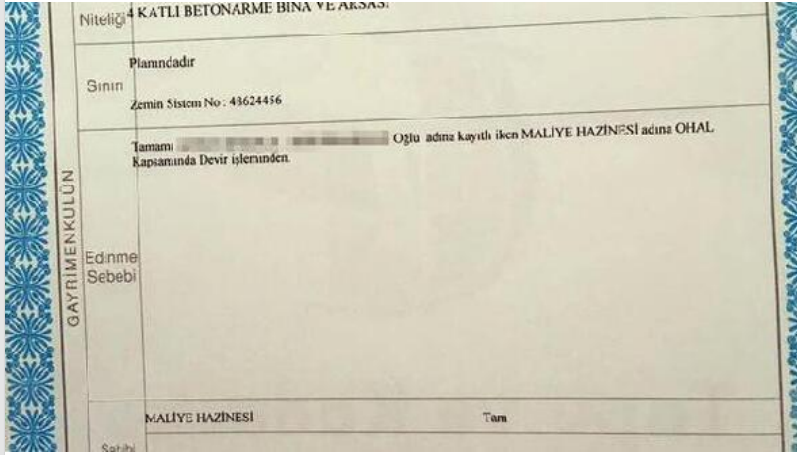 Niteliği 4 KATLI BETONARME BİNA VE ARSASI
Sınırı
Planındadır
Zemin Sistem No: 43624456
GAYRİMENKULÜN
Edinme
Sebebi
Tamamı Oğlu adına kayıtlı iken MALİYE HAZİNESİ adına OHAL
Kapsamında Devir işleminden.
MALİYE HAZİNESİ Tam
Sahibi